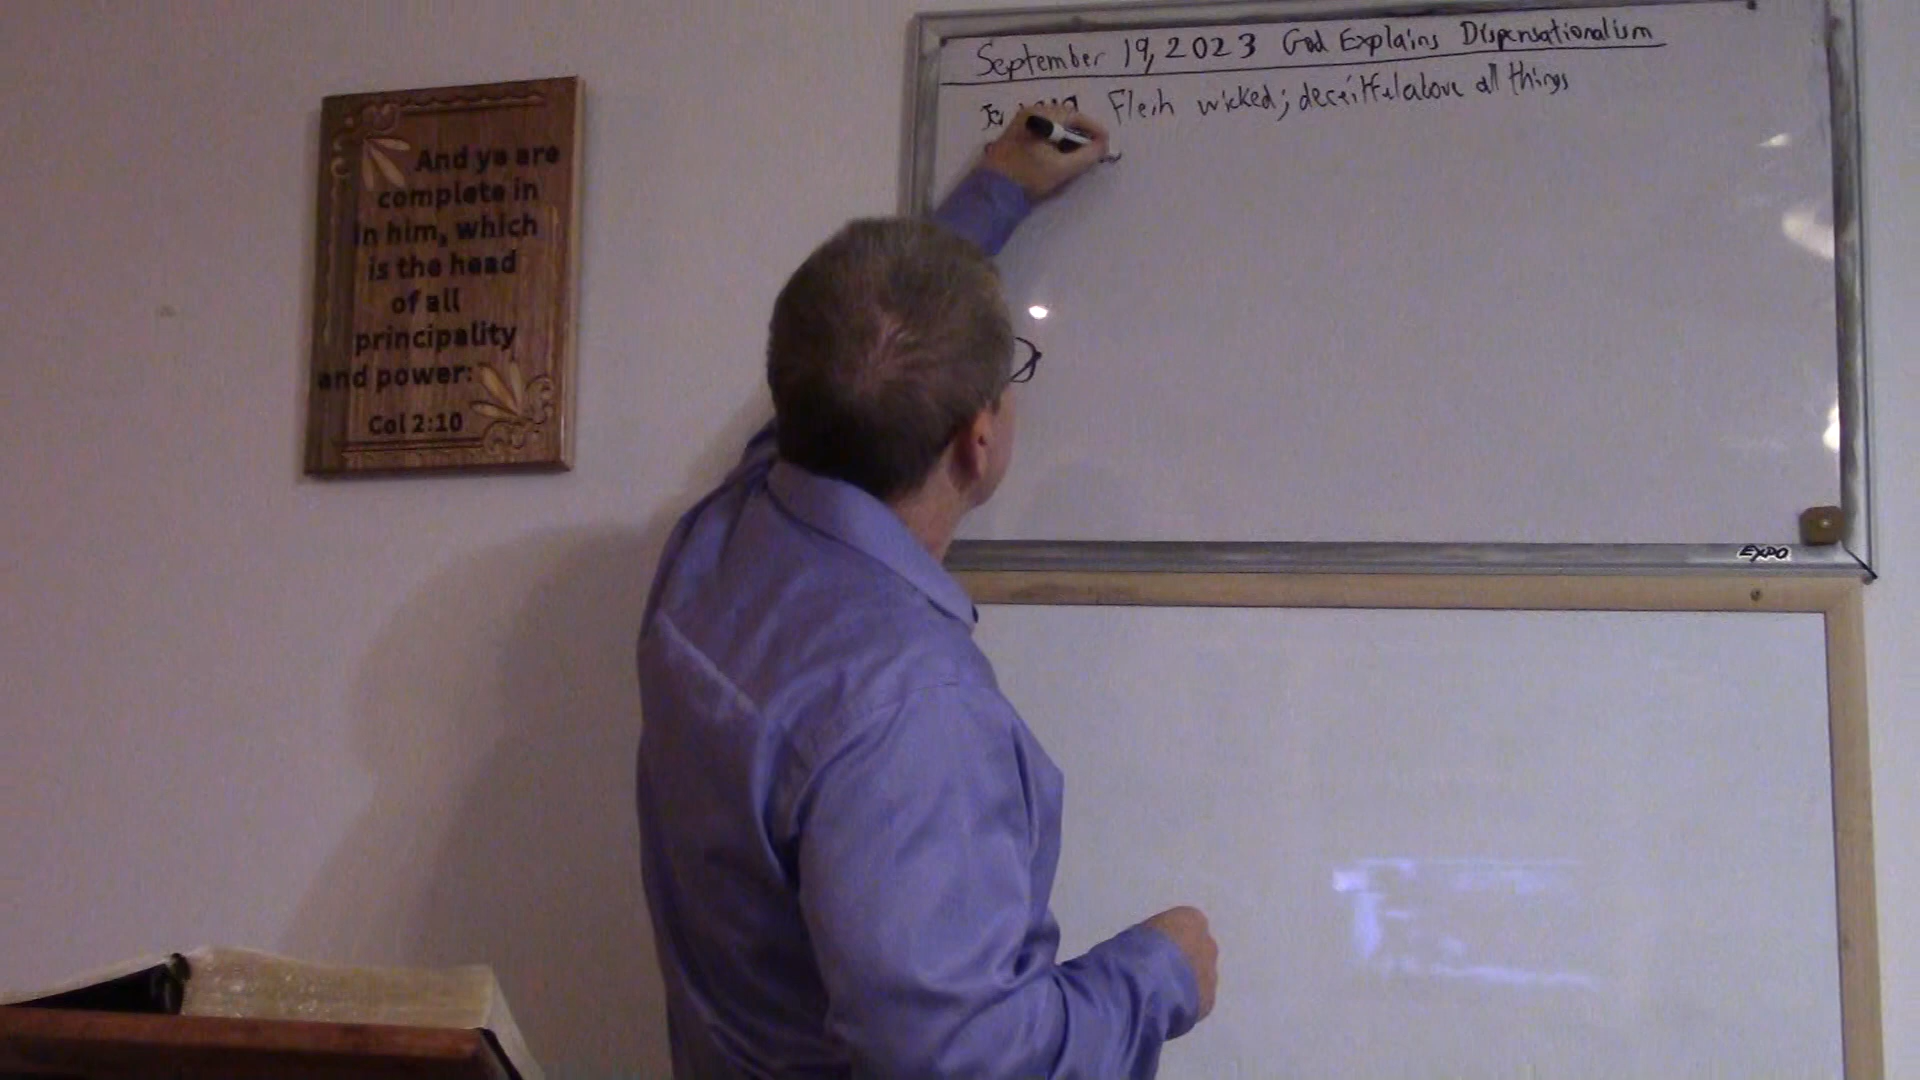 And ye are
complete in
in him, which
is the head
of all
principality
and power:
Col 2:10
September 19, 2023 God Explains Dispensationalism
Flesh wicked; deceitful above all things
EXPO